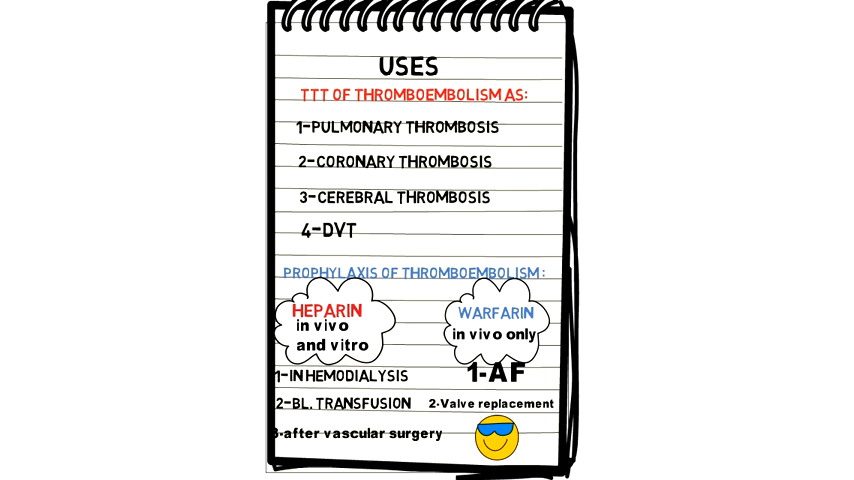 USES
TTT OF THROMBOEMBOLISM AS:
1-PULMONARY THROMBOSIS
2-CORONARY THROMBOSIS
3-CEREBRAL THROMBOSIS
4-DVT
PROPHYLAXIS OF THROMBOEMBOLISM:
HEPARIN
in vivo
and vitro
1-IN HEMODIALYSIS
2-BL. TRANSFUSION
3-after vascular surgery
WARFARIN
in vivo only
1-AF
2-Valve replacement